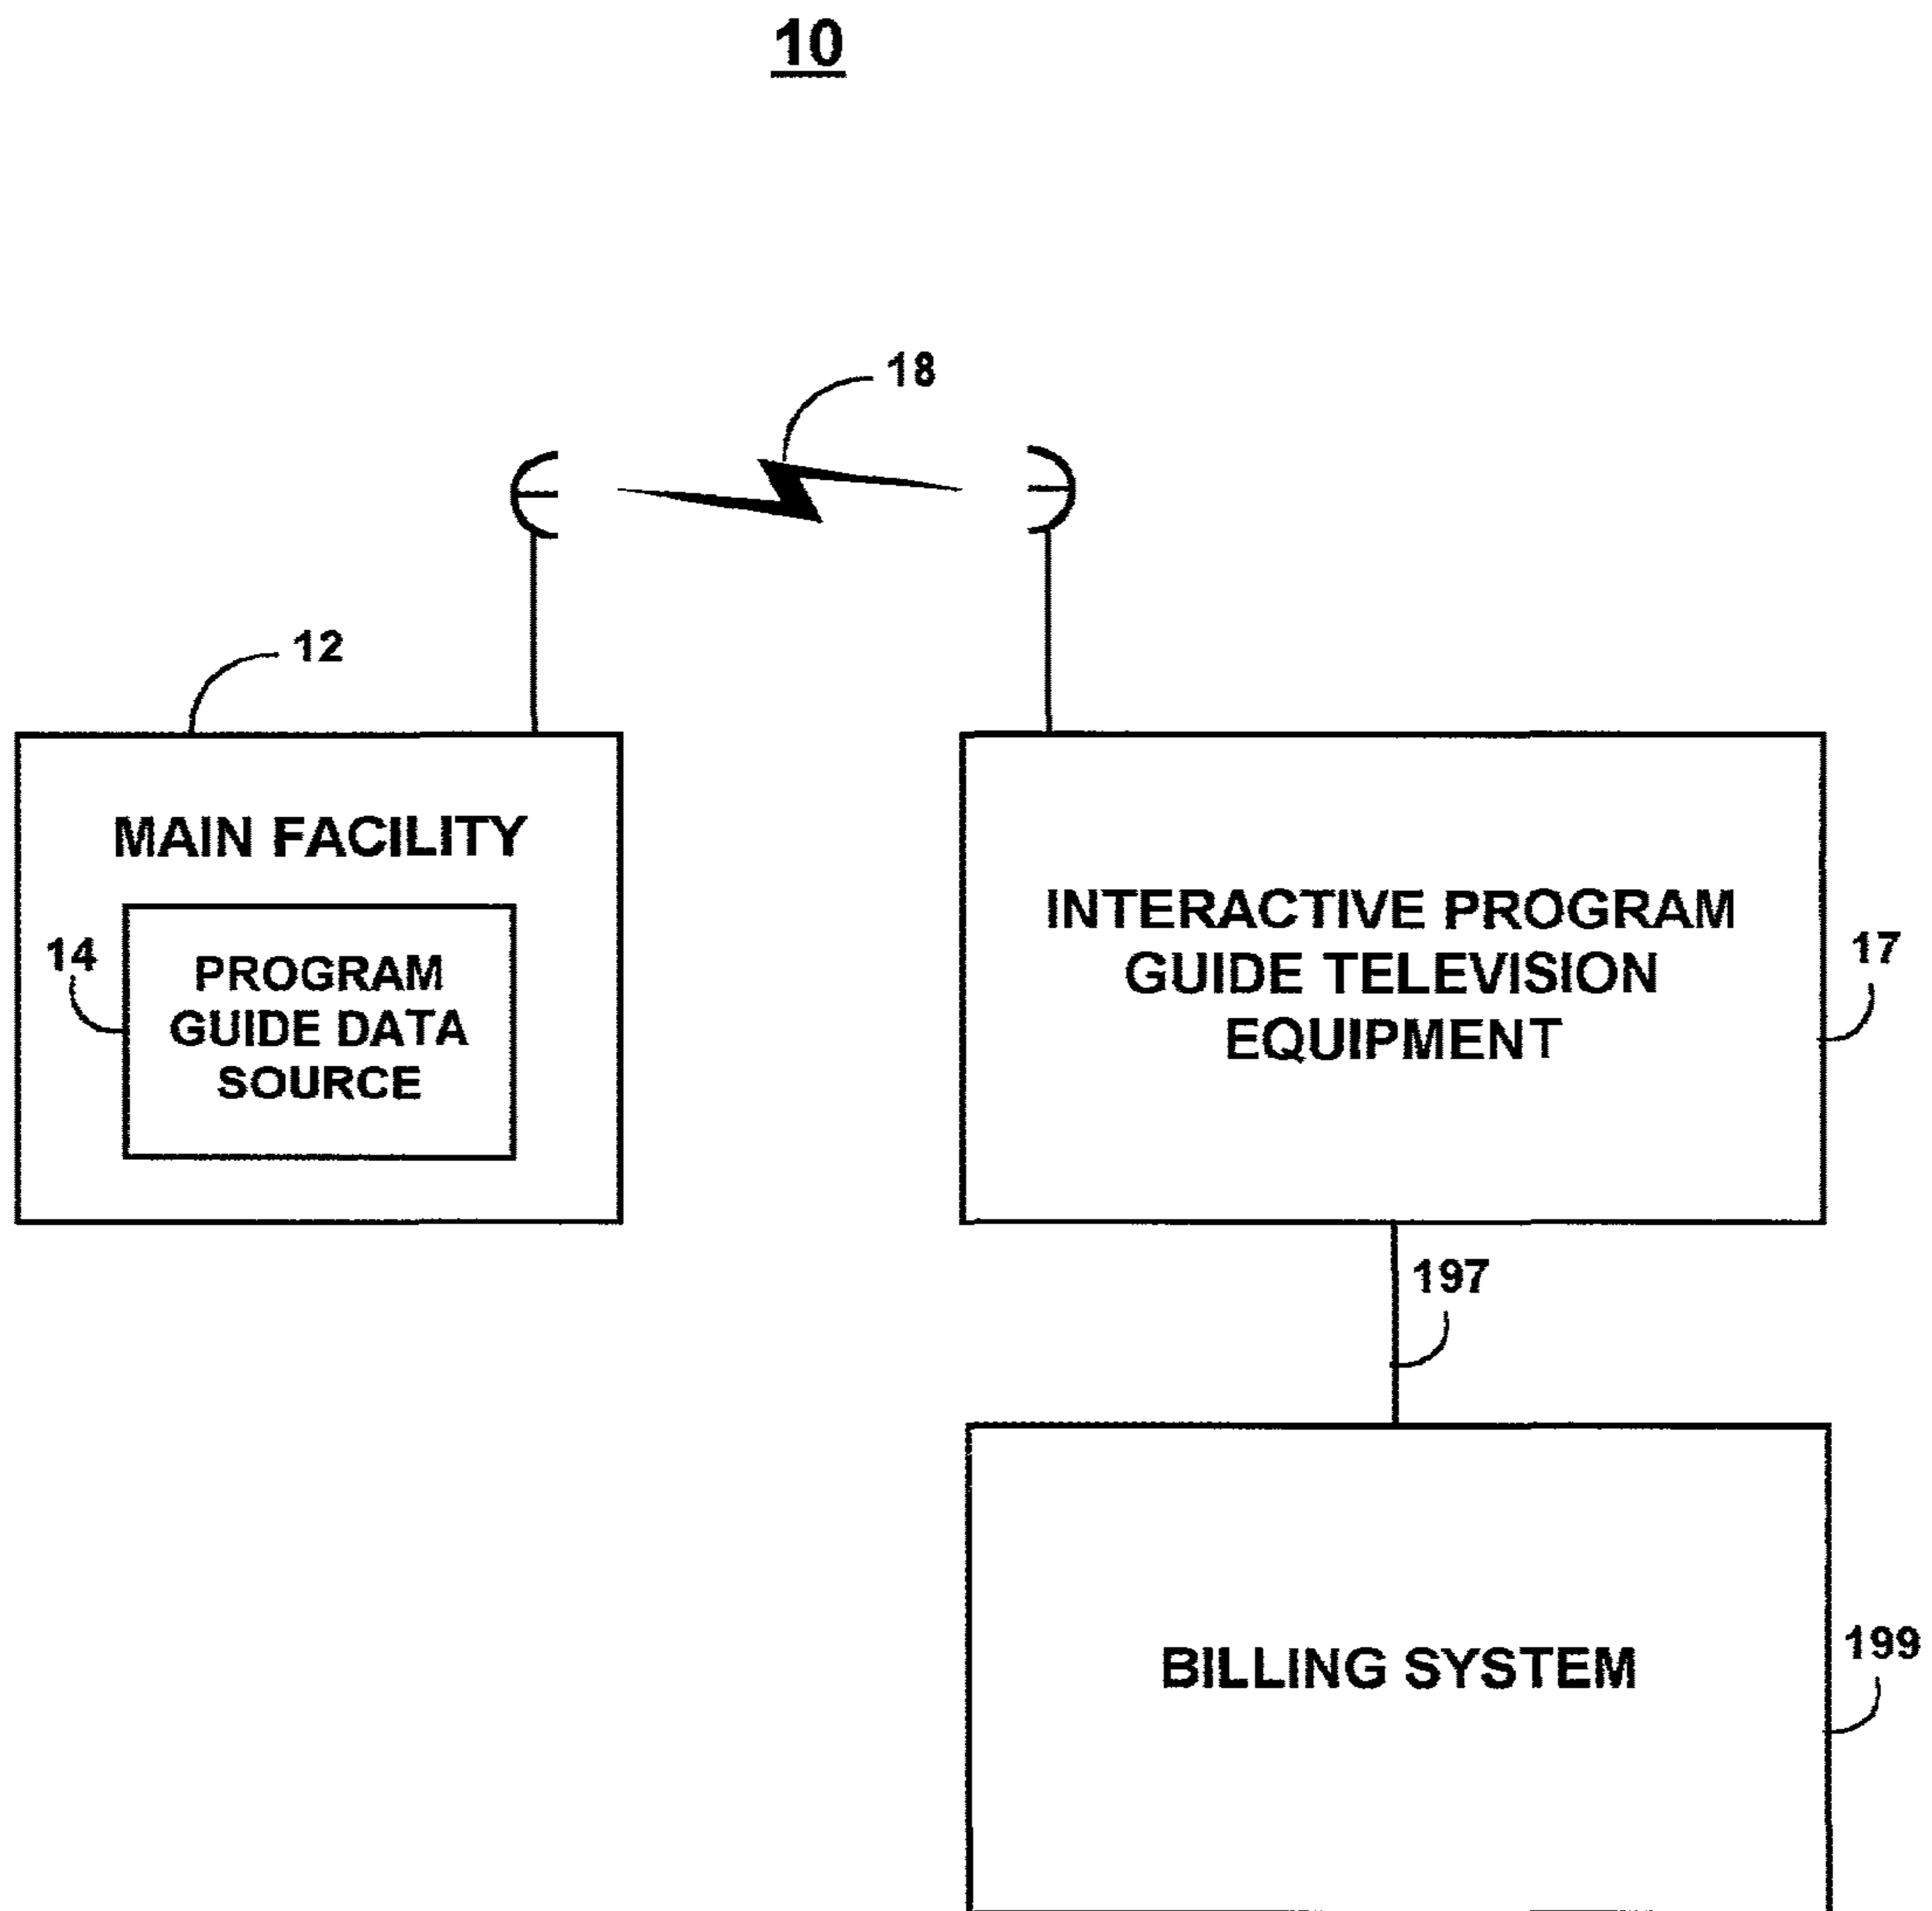 10
18
12
MAIN FACILITY
14
PROGRAM
GUIDE DATA
SOURCE
INTERACTIVE PROGRAM
GUIDE TELEVISION
EQUIPMENT
17
197
BILLING SYSTEM
199